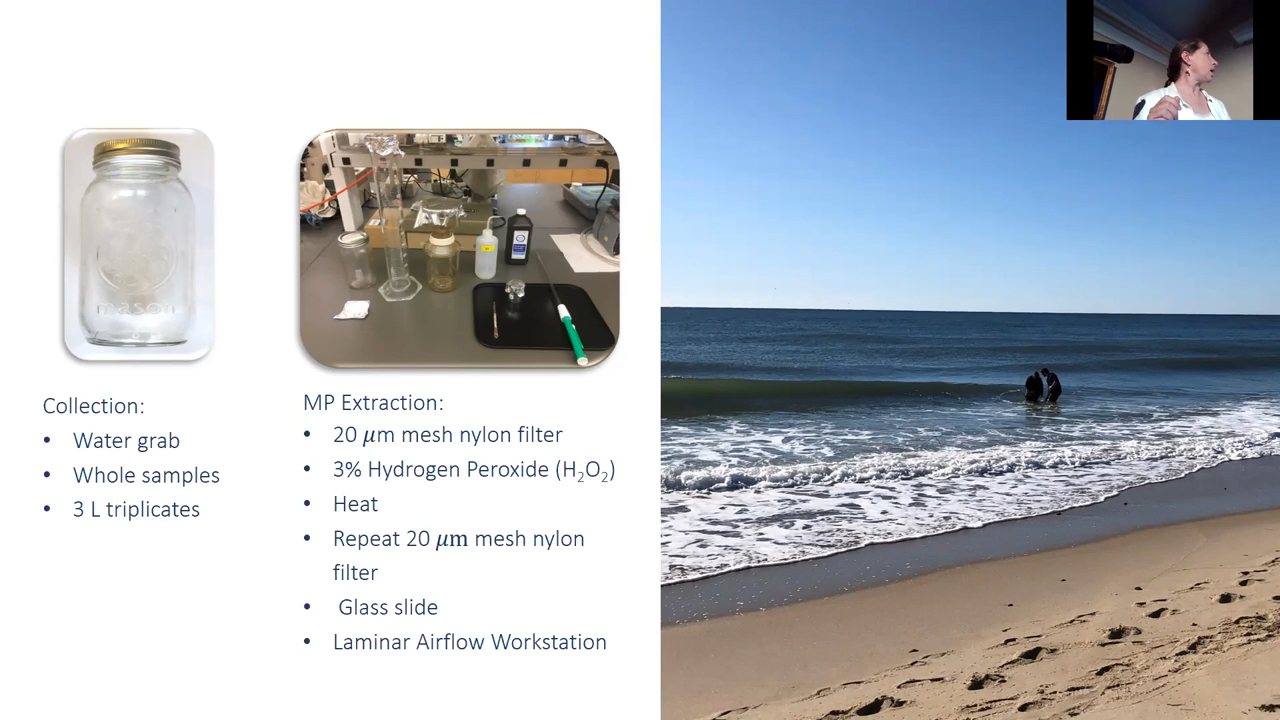 mason
Collection:
• Water grab
• Whole samples
• 3 L triplicates
MP Extraction:
• 20 𝜇m mesh nylon filter
• 3% Hydrogen Peroxide (H₂O₂)
• Heat
• Repeat 20 𝜇m mesh nylon
filter
• Glass slide
• Laminar Airflow Workstation